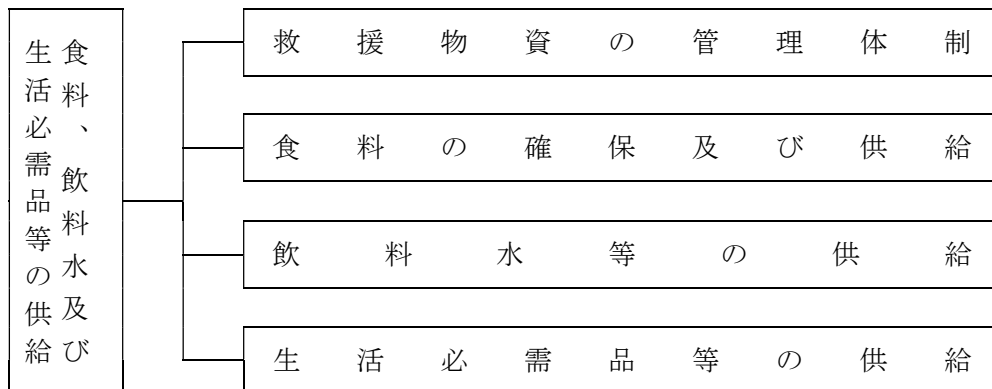 食料、飲料水及び
生活必需品等の供給
救援物資の管理体制
食料の確保及び供給
飲料水等の供給
生活必需品等の供給